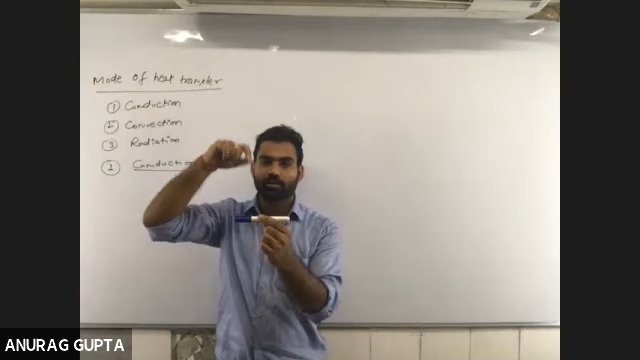 Mode of heat transfer
① Conduction
② Convection
③ Radiation
① Conduction
ANURAG GUPTA